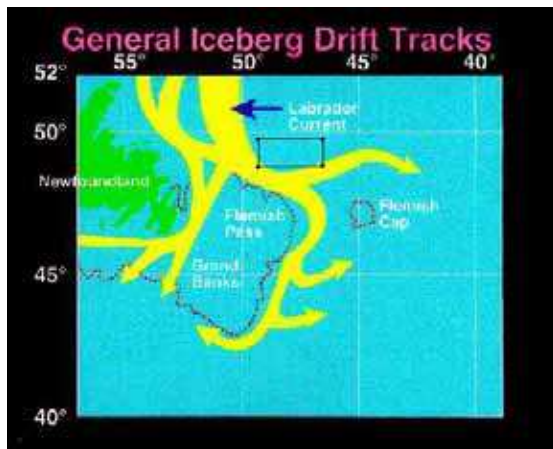 General Iceberg Drift Tracks
55° 50° 45° 40°
52°
Labrador
Current
50°
Newfoundland
Flemish
Pass
Flemish
Cap
45°
Grand
Banks
40°